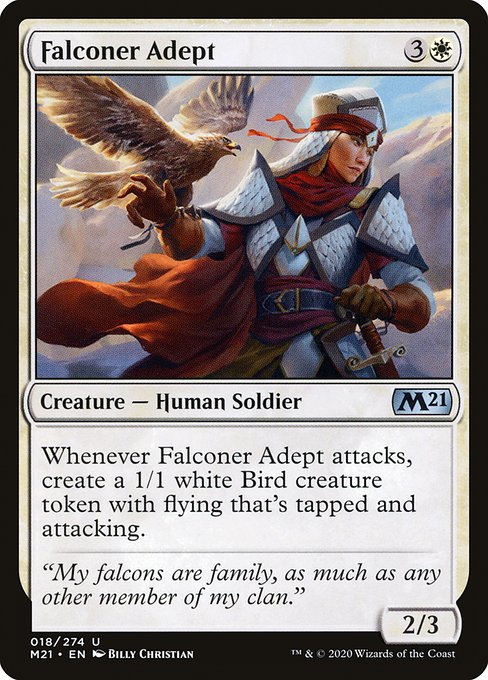 Falconer Adept 3
Creature — Human Soldier M21
Whenever Falconer Adept attacks,
create a 1/1 white Bird creature
token with flying that's tapped and
attacking.
“My falcons are family, as much as any
other member of my clan.”
2/3
018/274 U
M21 • EN Billy Christian ™ & © 2020 Wizards of the Coast